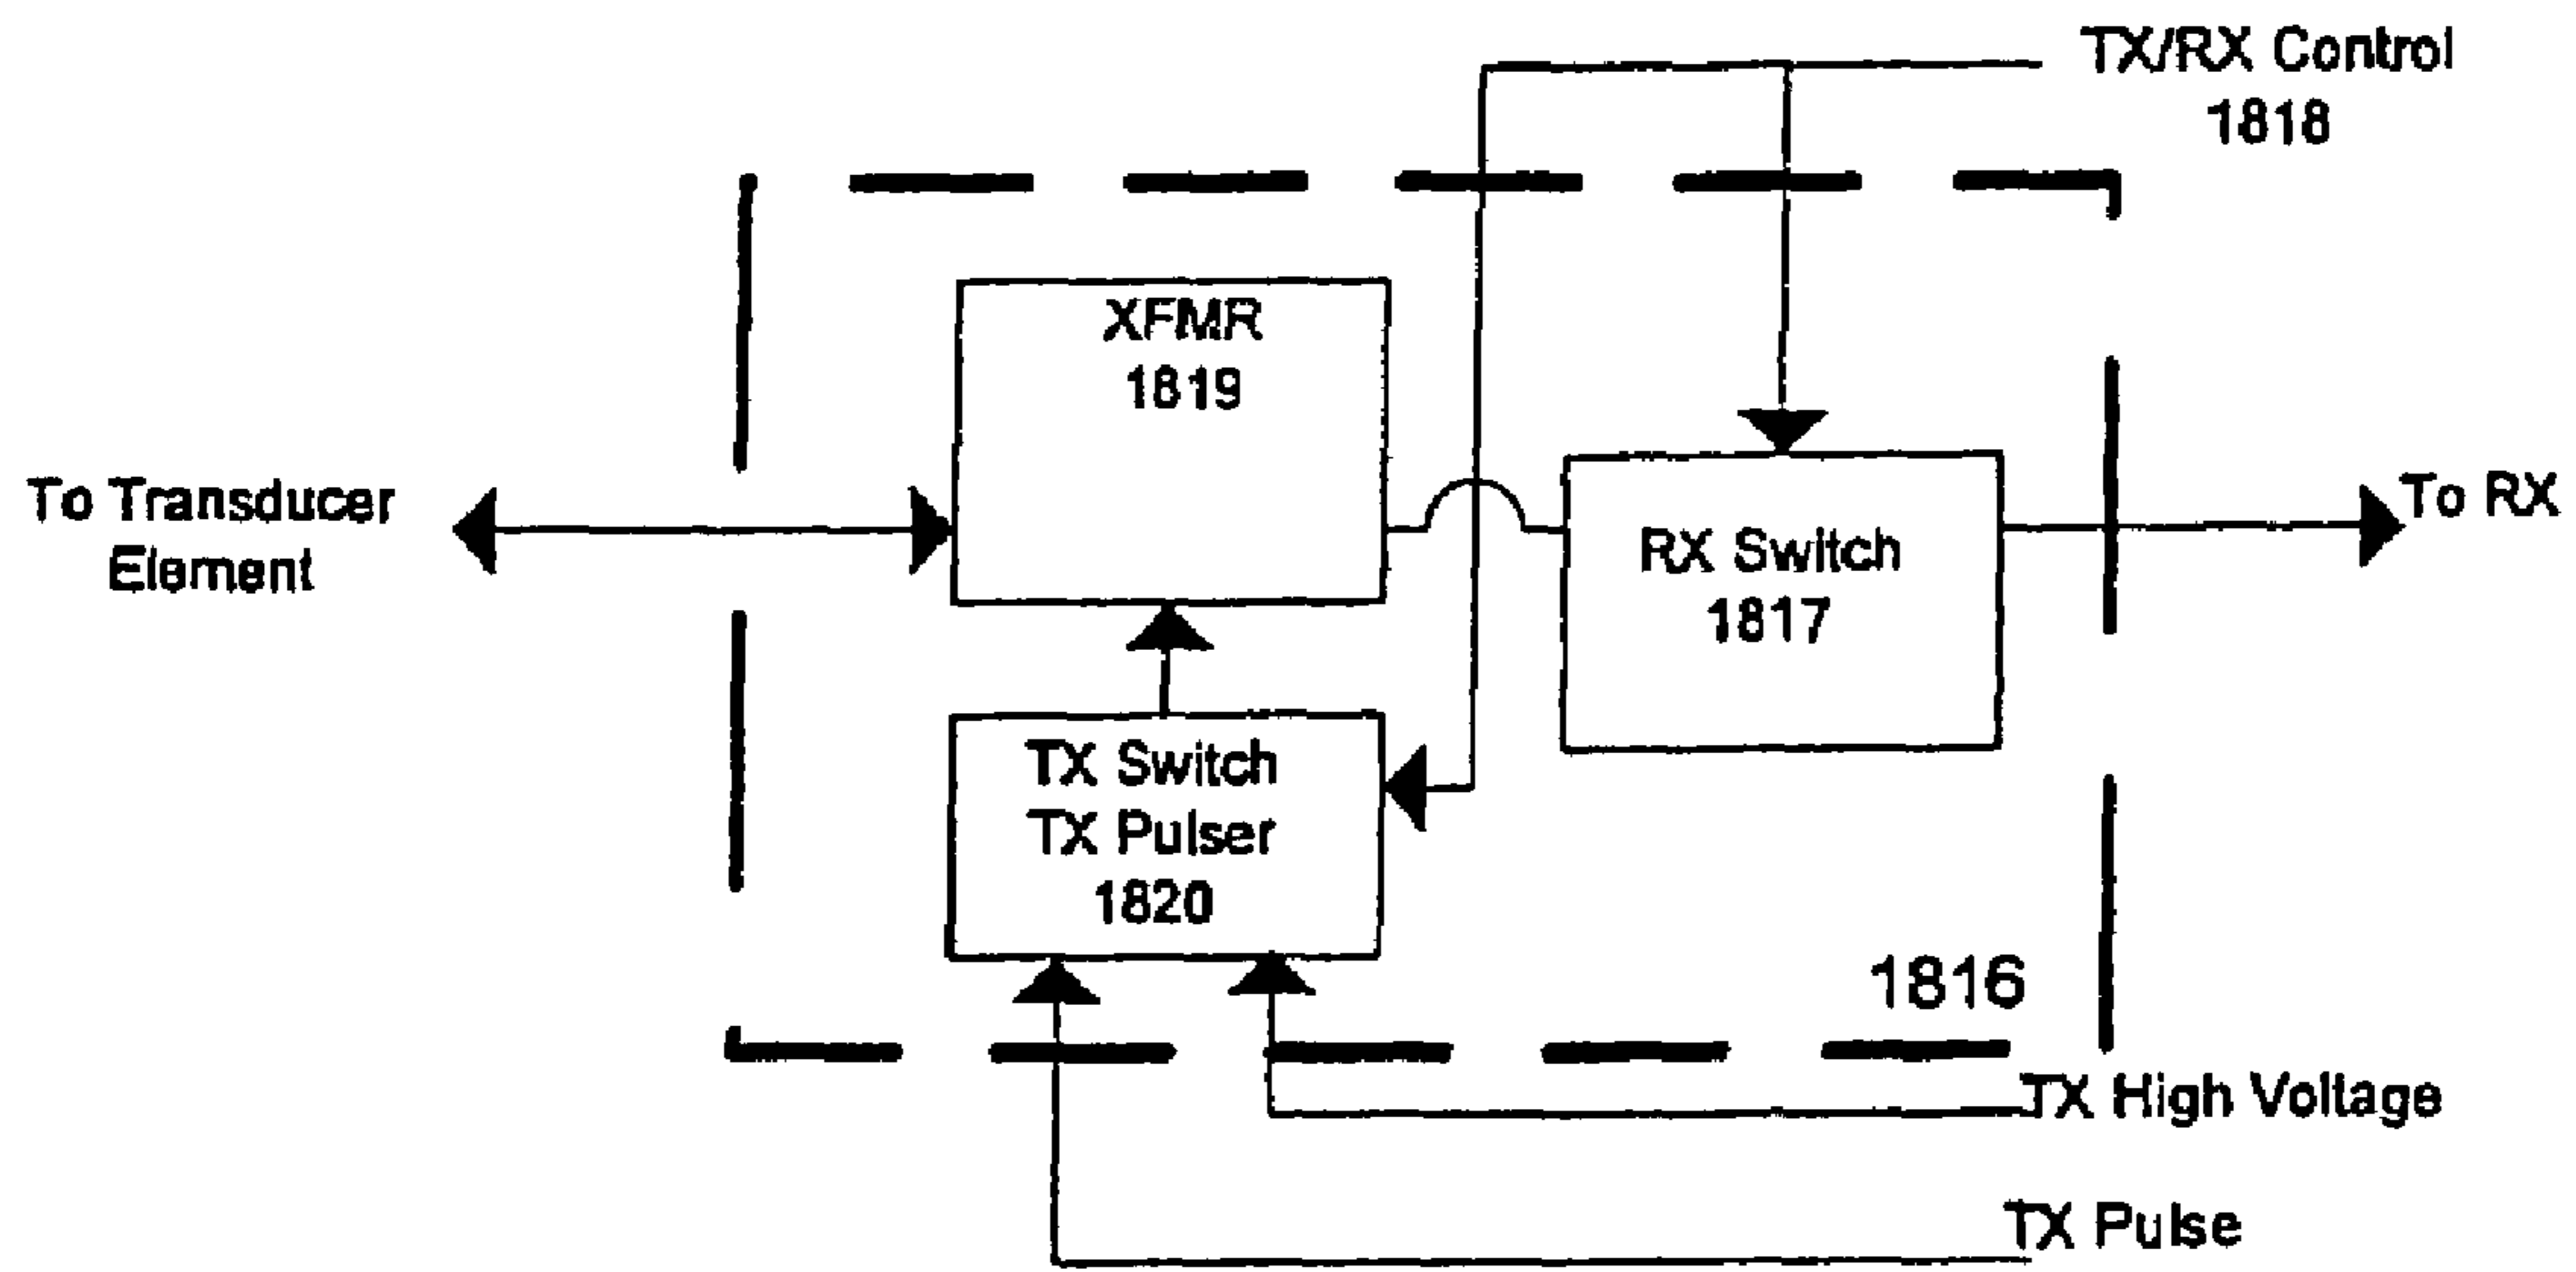 TX/RX Control
1818
XFMR
1819
To Transducer
Element
To RX
RX Switch
1817
TX Switch
TX Pulser
1820
1816
TX High Voltage
TX Pulse